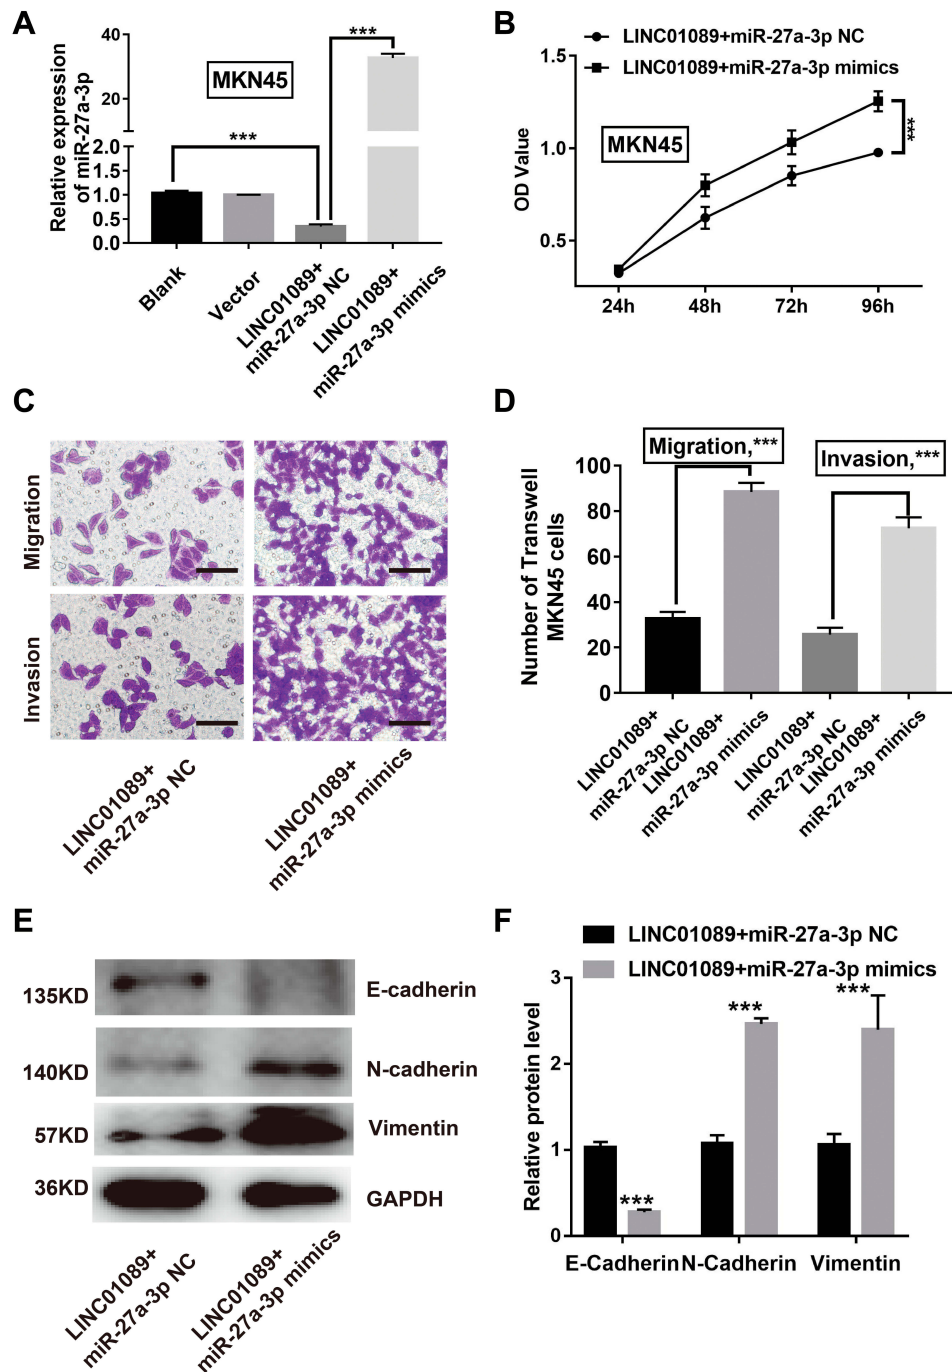 A
Relative expression
of miR-27a-3p
40
20
2.0
1.5
1.0
0.5
0.0
MKN45
***
***
Blank
Vector
LINC01089+
miR-27a-3p NC
LINC01089+
miR-27a-3p mimics
B
LINC01089+miR-27a-3p NC
LINC01089+miR-27a-3p mimics
OD Value
1.5
1.0
0.5
MKN45
***
24h
48h
72h
96h
C
Migration
Invasion
LINC01089+
miR-27a-3p NC
LINC01089+
miR-27a-3p mimics
D
Number of Transwell
MKN45 cells
100
80
60
40
20
0
Migration,***
Invasion,***
LINC01089+
miR-27a-3p NC
LINC01089+
miR-27a-3p mimics
LINC01089+
miR-27a-3p NC
LINC01089+
miR-27a-3p mimics
E
135KD
E-cadherin
140KD
N-cadherin
57KD
Vimentin
36KD
GAPDH
LINC01089+
miR-27a-3p NC
LINC01089+
miR-27a-3p mimics
F
LINC01089+miR-27a-3p NC
LINC01089+miR-27a-3p mimics
Relative protein level
3
2
1
0
***
***
***
E-Cadherin
N-Cadherin
Vimentin